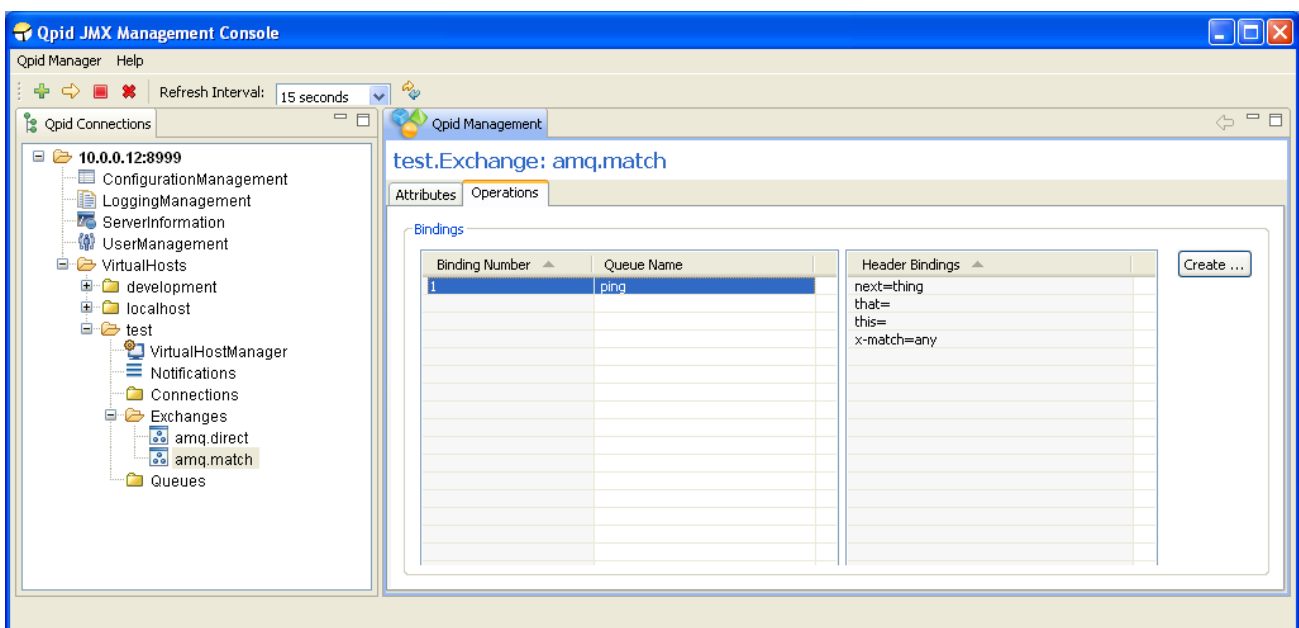 Qpid JMX Management Console
Qpid Manager Help
Refresh Interval: 15 seconds
Qpid Connections
10.0.0.12:8999
ConfigurationManagement
LoggingManagement
ServerInformation
UserManagement
VirtualHosts
development
localhost
test
VirtualHostManager
Notifications
Connections
Exchanges
amq.direct
amq.match
Queues
Qpid Management
test.Exchange: amq.match
Attributes Operations
Bindings
Binding Number Queue Name
1 ping
Header Bindings
next=thing
that=
this=
x-match=any
Create ...